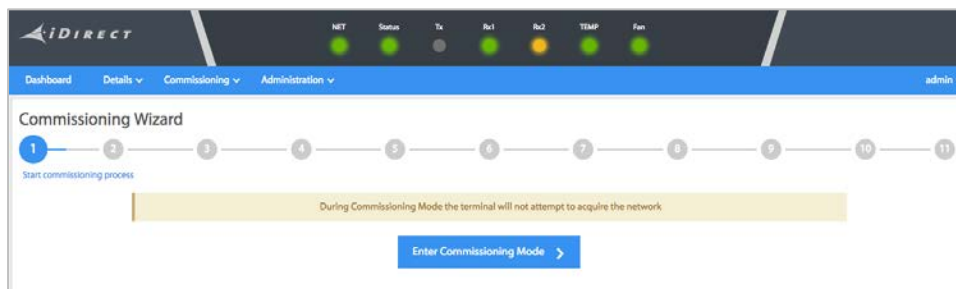 iDIRECT
NET Status Tx Rx1 Rx2 TEMP Fan
Dashboard Details Commissioning Administration admin
Commissioning Wizard
1 2 3 4 5 6 7 8 9 10 11
Start commissioning process
During Commissioning Mode the terminal will not attempt to acquire the network
Enter Commissioning Mode